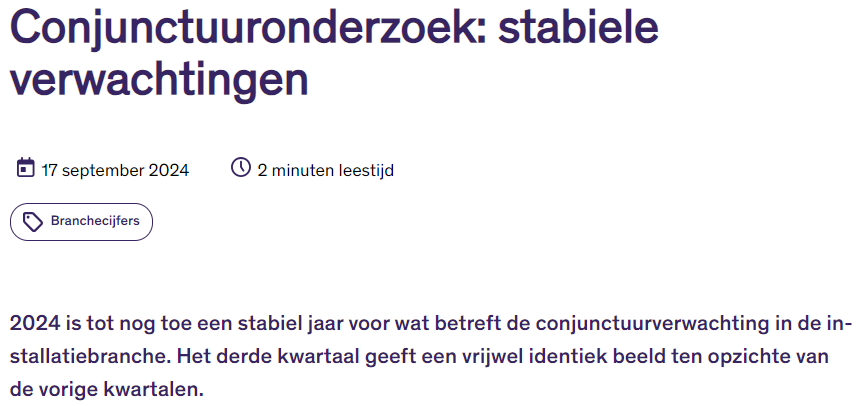 Conjunctuuronderzoek: stabiele
verwachtingen
17 september 2024 2 minuten leestijd
Branchecijfers
2024 is tot nog toe een stabiel jaar voor wat betreft de conjunctuurverwachting in de in-
stallatiebranche. Het derde kwartaal geeft een vrijwel identiek beeld ten opzichte van
de vorige kwartalen.